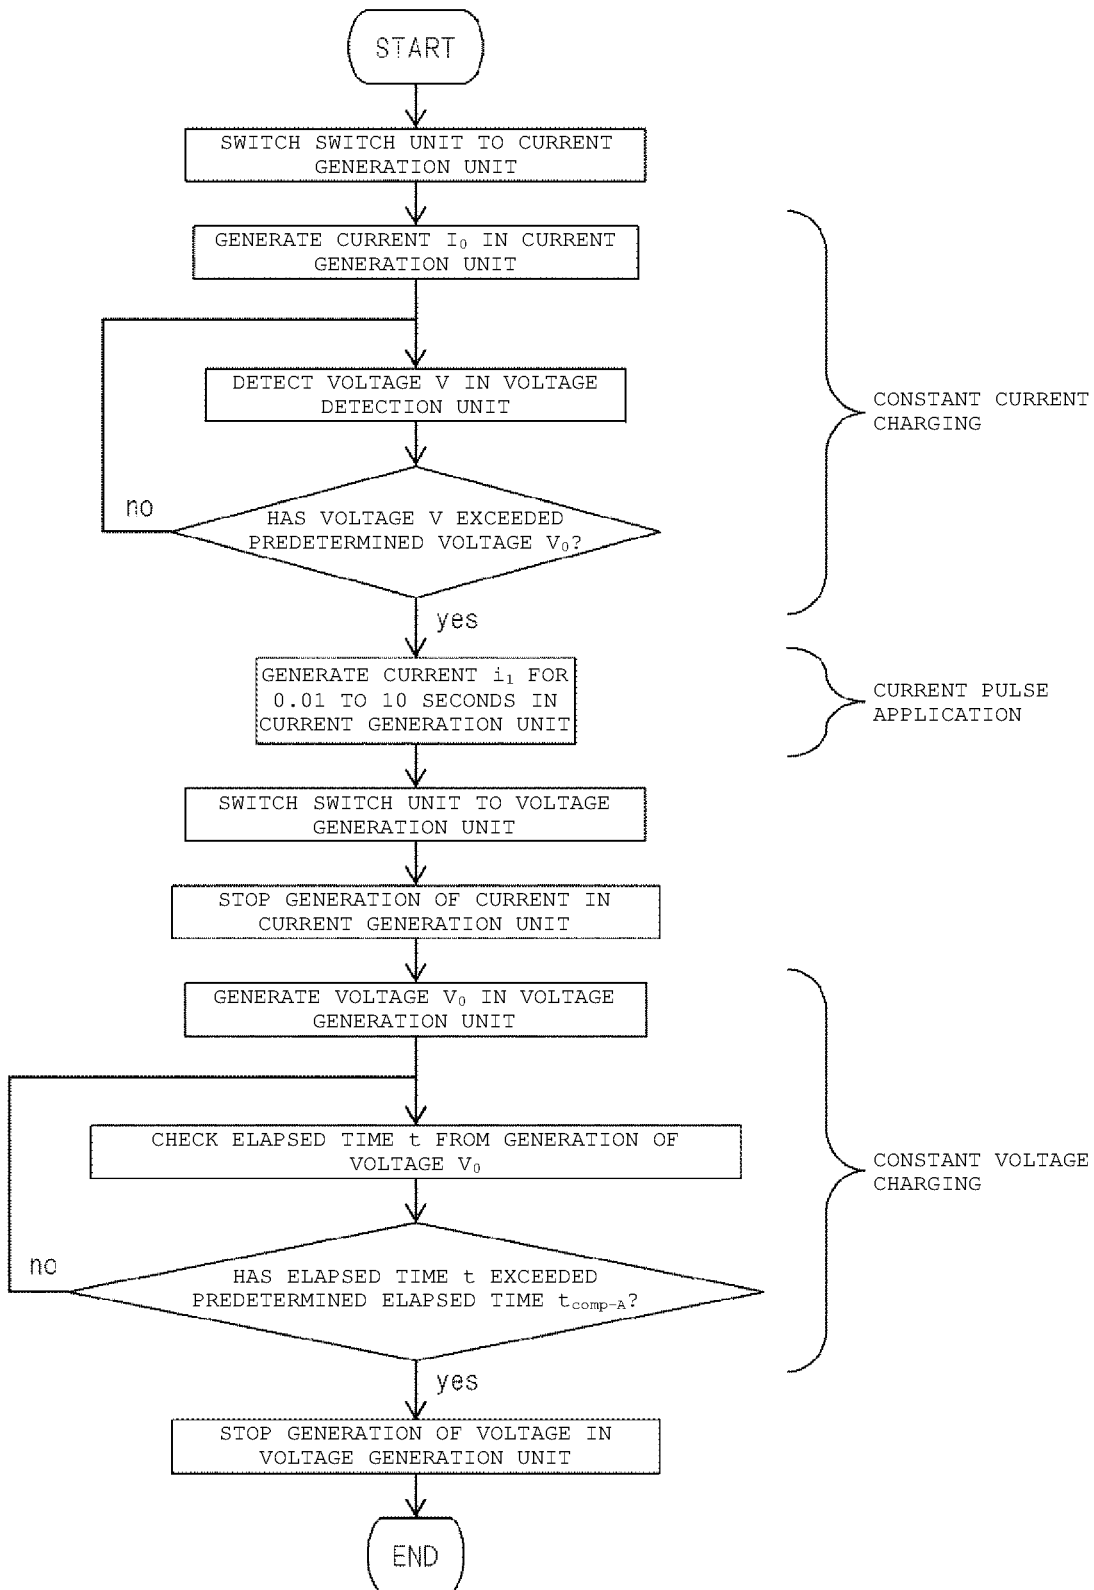 START
SWITCH SWITCH UNIT TO CURRENT
GENERATION UNIT
GENERATE CURRENT I₀ IN CURRENT
GENERATION UNIT
DETECT VOLTAGE V IN VOLTAGE
DETECTION UNIT
no
HAS VOLTAGE V EXCEEDED
PREDETERMINED VOLTAGE V₀?
yes
CONSTANT CURRENT
CHARGING
GENERATE CURRENT i₁ FOR
0.01 TO 10 SECONDS IN
CURRENT GENERATION UNIT
CURRENT PULSE
APPLICATION
SWITCH SWITCH UNIT TO VOLTAGE
GENERATION UNIT
STOP GENERATION OF CURRENT IN
CURRENT GENERATION UNIT
GENERATE VOLTAGE V₀ IN VOLTAGE
GENERATION UNIT
CHECK ELAPSED TIME t FROM GENERATION OF
VOLTAGE V₀
CONSTANT VOLTAGE
CHARGING
no
HAS ELAPSED TIME t EXCEEDED
PREDETERMINED ELAPSED TIME t_comp-A?
yes
STOP GENERATION OF VOLTAGE IN
VOLTAGE GENERATION UNIT
END